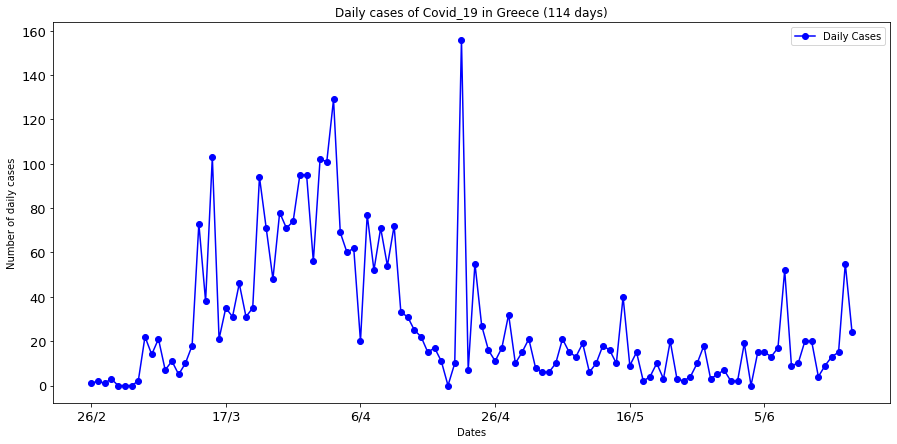 Daily cases of Covid_19 in Greece (114 days)
Daily Cases
Number of daily cases
160
140
120
100
80
60
40
20
0
26/2 17/3 6/4 26/4 16/5 5/6
Dates